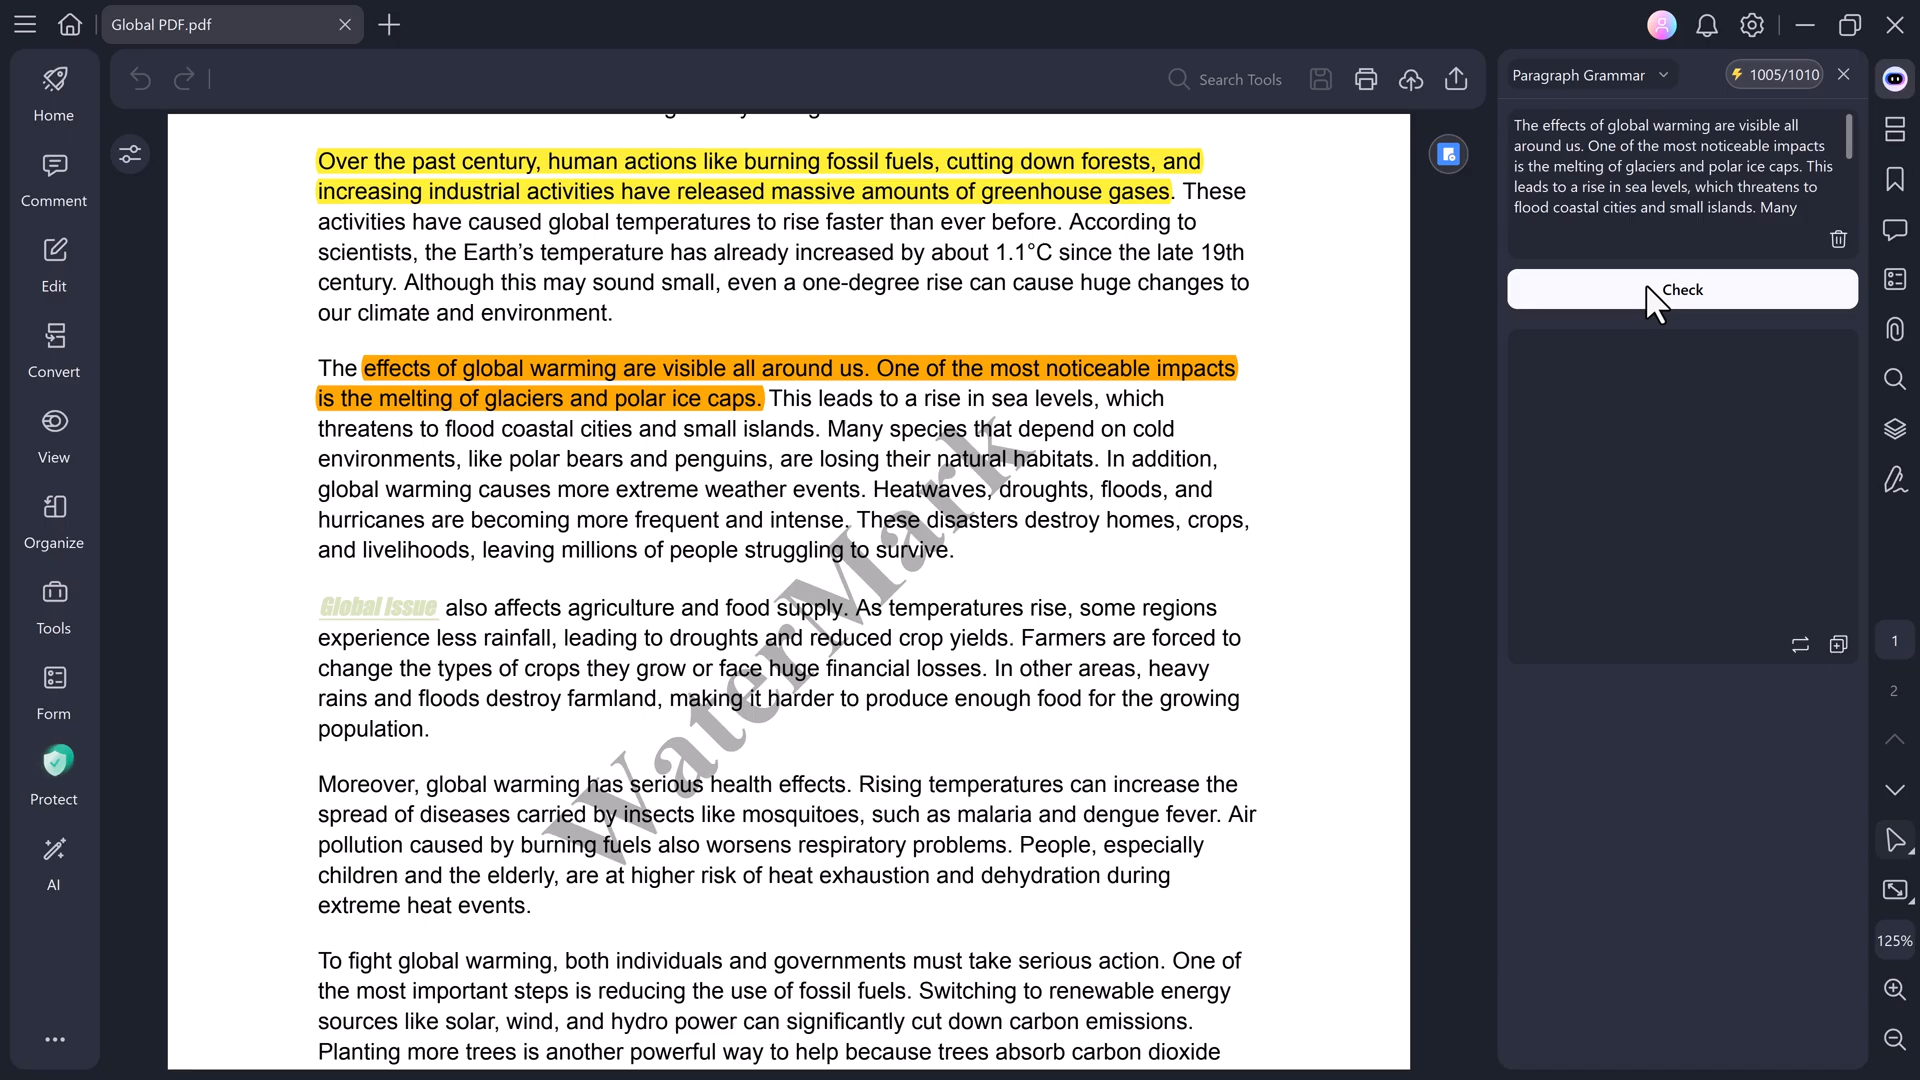 Global PDF.pdf
Search Tools
Paragraph Grammar
1005/1010
Home
Comment
Edit
Convert
View
Organize
Tools
Form
Protect
AI
Over the past century, human actions like burning fossil fuels, cutting down forests, and
increasing industrial activities have released massive amounts of greenhouse gases. These
activities have caused global temperatures to rise faster than ever before. According to
scientists, the Earth's temperature has already increased by about 1.1°C since the late 19th
century. Although this may sound small, even a one-degree rise can cause huge changes to
our climate and environment.
The effects of global warming are visible all around us. One of the most noticeable impacts
is the melting of glaciers and polar ice caps. This leads to a rise in sea levels, which
threatens to flood coastal cities and small islands. Many species that depend on cold
environments, like polar bears and penguins, are losing their natural habitats. In addition,
global warming causes more extreme weather events. Heatwaves, droughts, floods, and
hurricanes are becoming more frequent and intense. These disasters destroy homes, crops,
and livelihoods, leaving millions of people struggling to survive.
Global Issue also affects agriculture and food supply. As temperatures rise, some regions
experience less rainfall, leading to droughts and reduced crop yields. Farmers are forced to
change the types of crops they grow or face huge financial losses. In other areas, heavy
rains and floods destroy farmland, making it harder to produce enough food for the growing
population.
Moreover, global warming has serious health effects. Rising temperatures can increase the
spread of diseases carried by insects like mosquitoes, such as malaria and dengue fever. Air
pollution caused by burning fuels also worsens respiratory problems. People, especially
children and the elderly, are at higher risk of heat exhaustion and dehydration during
extreme heat events.
To fight global warming, both individuals and governments must take serious action. One of
the most important steps is reducing the use of fossil fuels. Switching to renewable energy
sources like solar, wind, and hydro power can significantly cut down carbon emissions.
Planting more trees is another powerful way to help because trees absorb carbon dioxide
WaterMark
The effects of global warming are visible all
around us. One of the most noticeable impacts
is the melting of glaciers and polar ice caps. This
leads to a rise in sea levels, which threatens to
flood coastal cities and small islands. Many
Check
1
2
125%